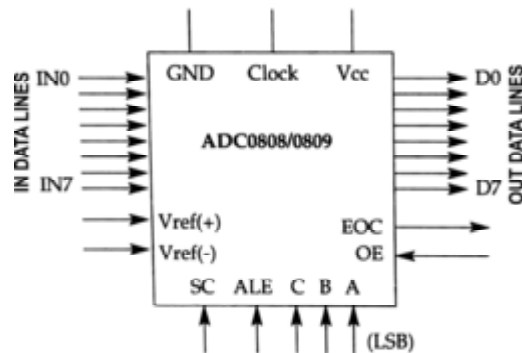 GND Clock Vcc
IN DATA LINES
IN0
IN7
ADC0808/0809
D0
D7
OUT DATA LINES
Vref(+)
Vref(-)
EOC
OE
SC ALE C B A
(LSB)